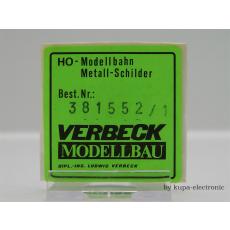 HO-Modellbahn
Metall-Schilder
Best.Nr.:
381552/1
VERBECK
MODELLBAU
DIPL.-ING. LUDWIG VERBECK
by kupa-electronic